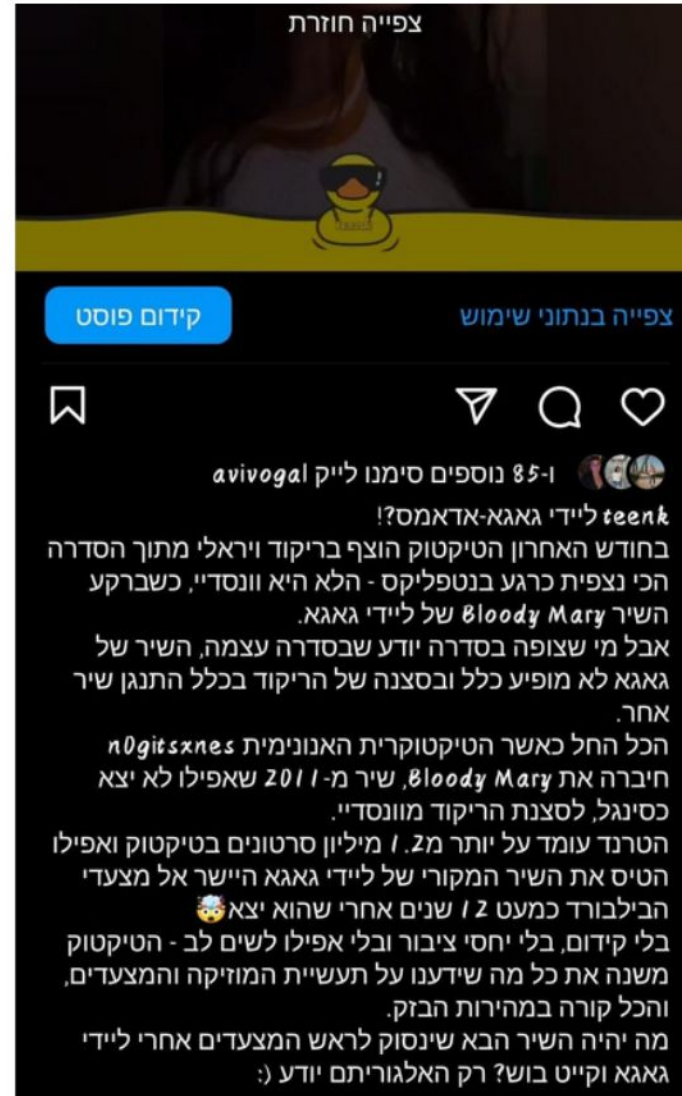 צפייה חוזרת
צפייה בנתוני שימוש
קידום פוסט
avivogal ו-85 נוספים סימנו לייק
teenk ליידי גאגא-אדאמס?!
בחודש האחרון הטיקטוק הוצף בריקוד ויראלי מתוך הסדרה
הכי נצפית כרגע בנטפליקס - הלא היא וונסדיי, כשברקע
השיר Bloody Mary של ליידי גאגא.
אבל מי שצופה בסדרה יודע שבסדרה עצמה, השיר של
גאגא לא מופיע כלל ובסצנה של הריקוד בכלל התנגן שיר
אחר.
הכל החל כאשר הטיקטוקרית האנונימית n0gitsxnes
חיברה את Bloody Mary, שיר מ-2011 שאפילו לא יצא
כסינגל, לסצנת הריקוד מוונסדיי.
הטרנד עומד על יותר מ1.2 מיליון סרטונים בטיקטוק ואפילו
הטיס את השיר המקורי של ליידי גאגא היישר אל מצעדי
הבילבורד כמעט 12 שנים אחרי שהוא יצא🤯
בלי קידום, בלי יחסי ציבור ובלי אפילו לשים לב - הטיקטוק
משנה את כל מה שידענו על תעשיית המוזיקה והמצעדים,
והכל קורה במהירות הבזק.
מה יהיה השיר הבא שינסוק לראש המצעדים אחרי ליידי
גאגא וקייט בוש? רק האלגוריתם יודע (: